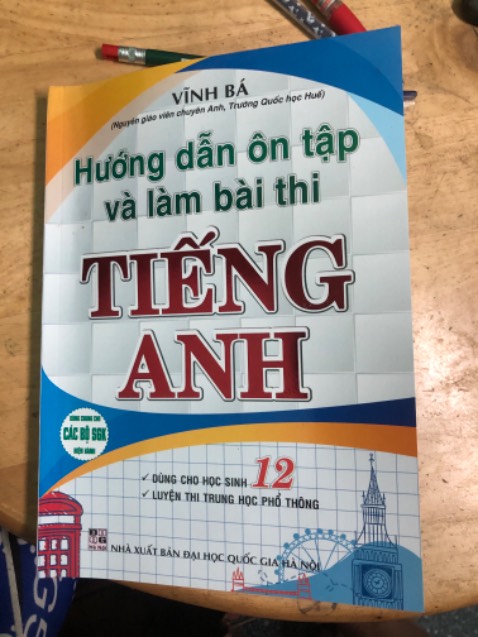 VĨNH BÁ
(Nguyên giáo viên chuyên Anh, Trường Quốc học Huế)
Hướng dẫn ôn tập
và làm bài thi
TIẾNG
ANH
DÙNG CHUNG CHO
CÁC BỘ SGK
HIỆN HÀNH
✓ DÙNG CHO HỌC SINH 12
✓ LUYỆN THI TRUNG HỌC PHỔ THÔNG
NHÀ XUẤT BẢN ĐẠI HỌC QUỐC GIA HÀ NỘI